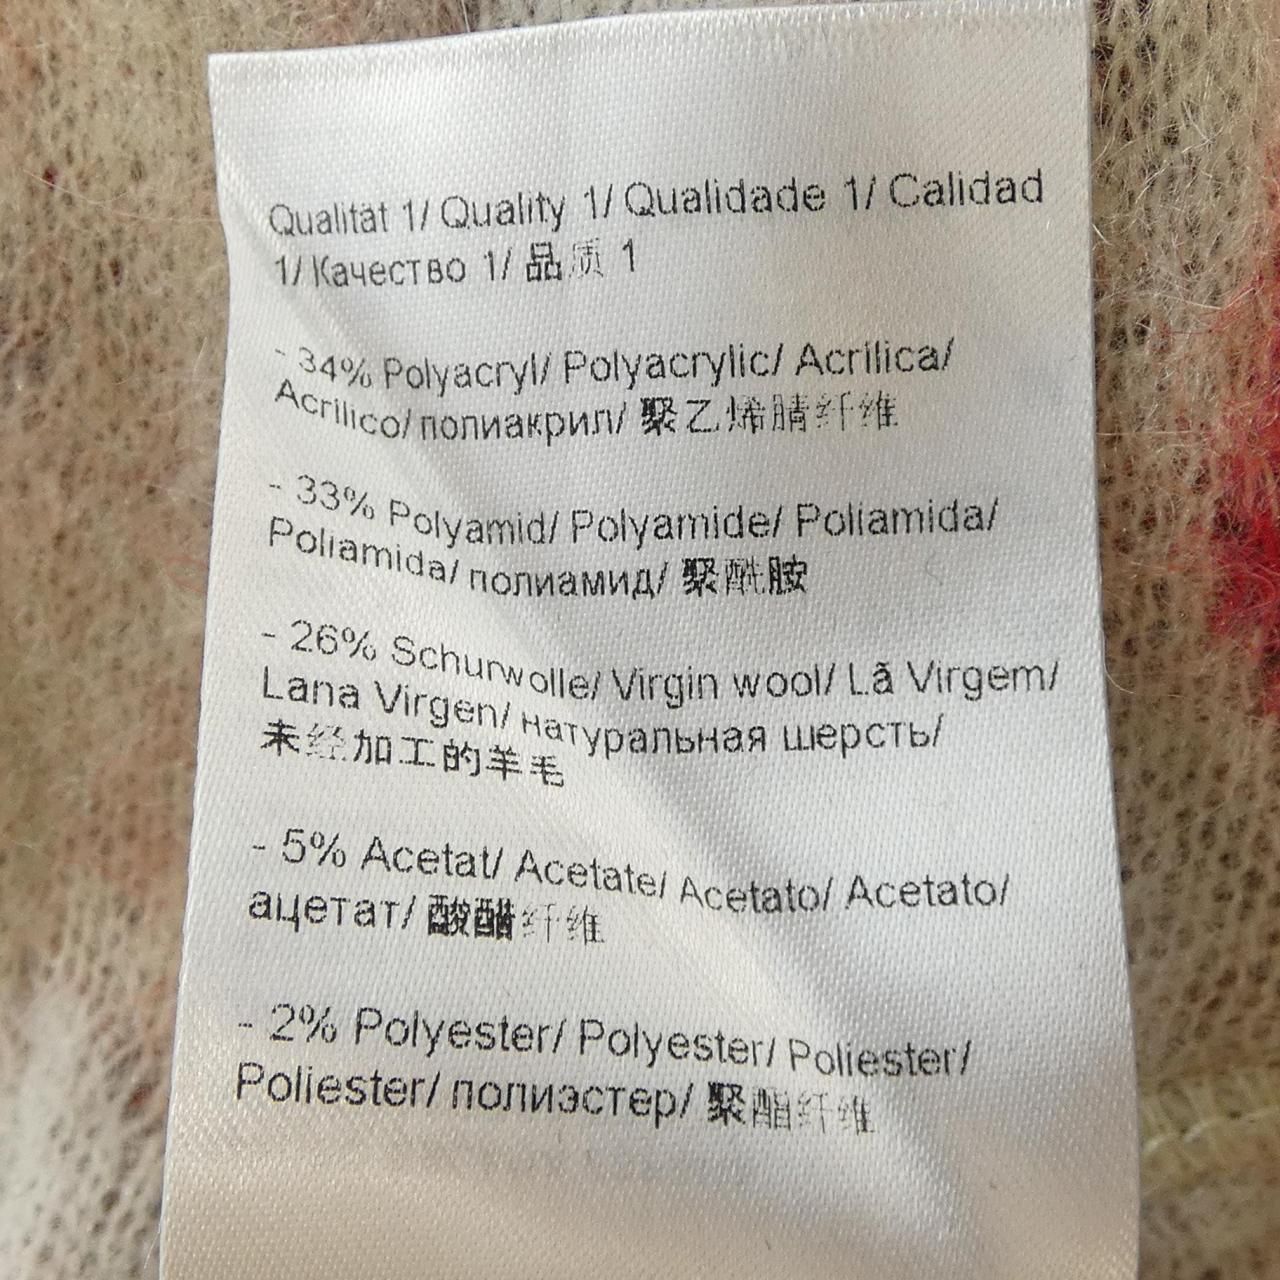 Qualität 1/ Quality 1/ Qualidade 1/ Calidad
1/ Качество 1/ 品质 1
- 34% Polyacryl/ Polyacrylic/ Acrílica/
Acrílico/ полиакрил/ 聚乙烯腈纤维
- 33% Polyamid/ Polyamide/ Poliamida/
Poliamida/ полиамид/ 聚酰胺
- 26% Schurwolle/ Virgin wool/ Lã Virgem/
Lana Virgen/ натуральная шерсть/
未经加工的羊毛
- 5% Acetat/ Acetate/ Acetato/ Acetato/
ацетат/ 酸醋纤维
- 2% Polyester/ Polyester/ Poliester/
Poliester/ полиэстер/ 聚酯纤维